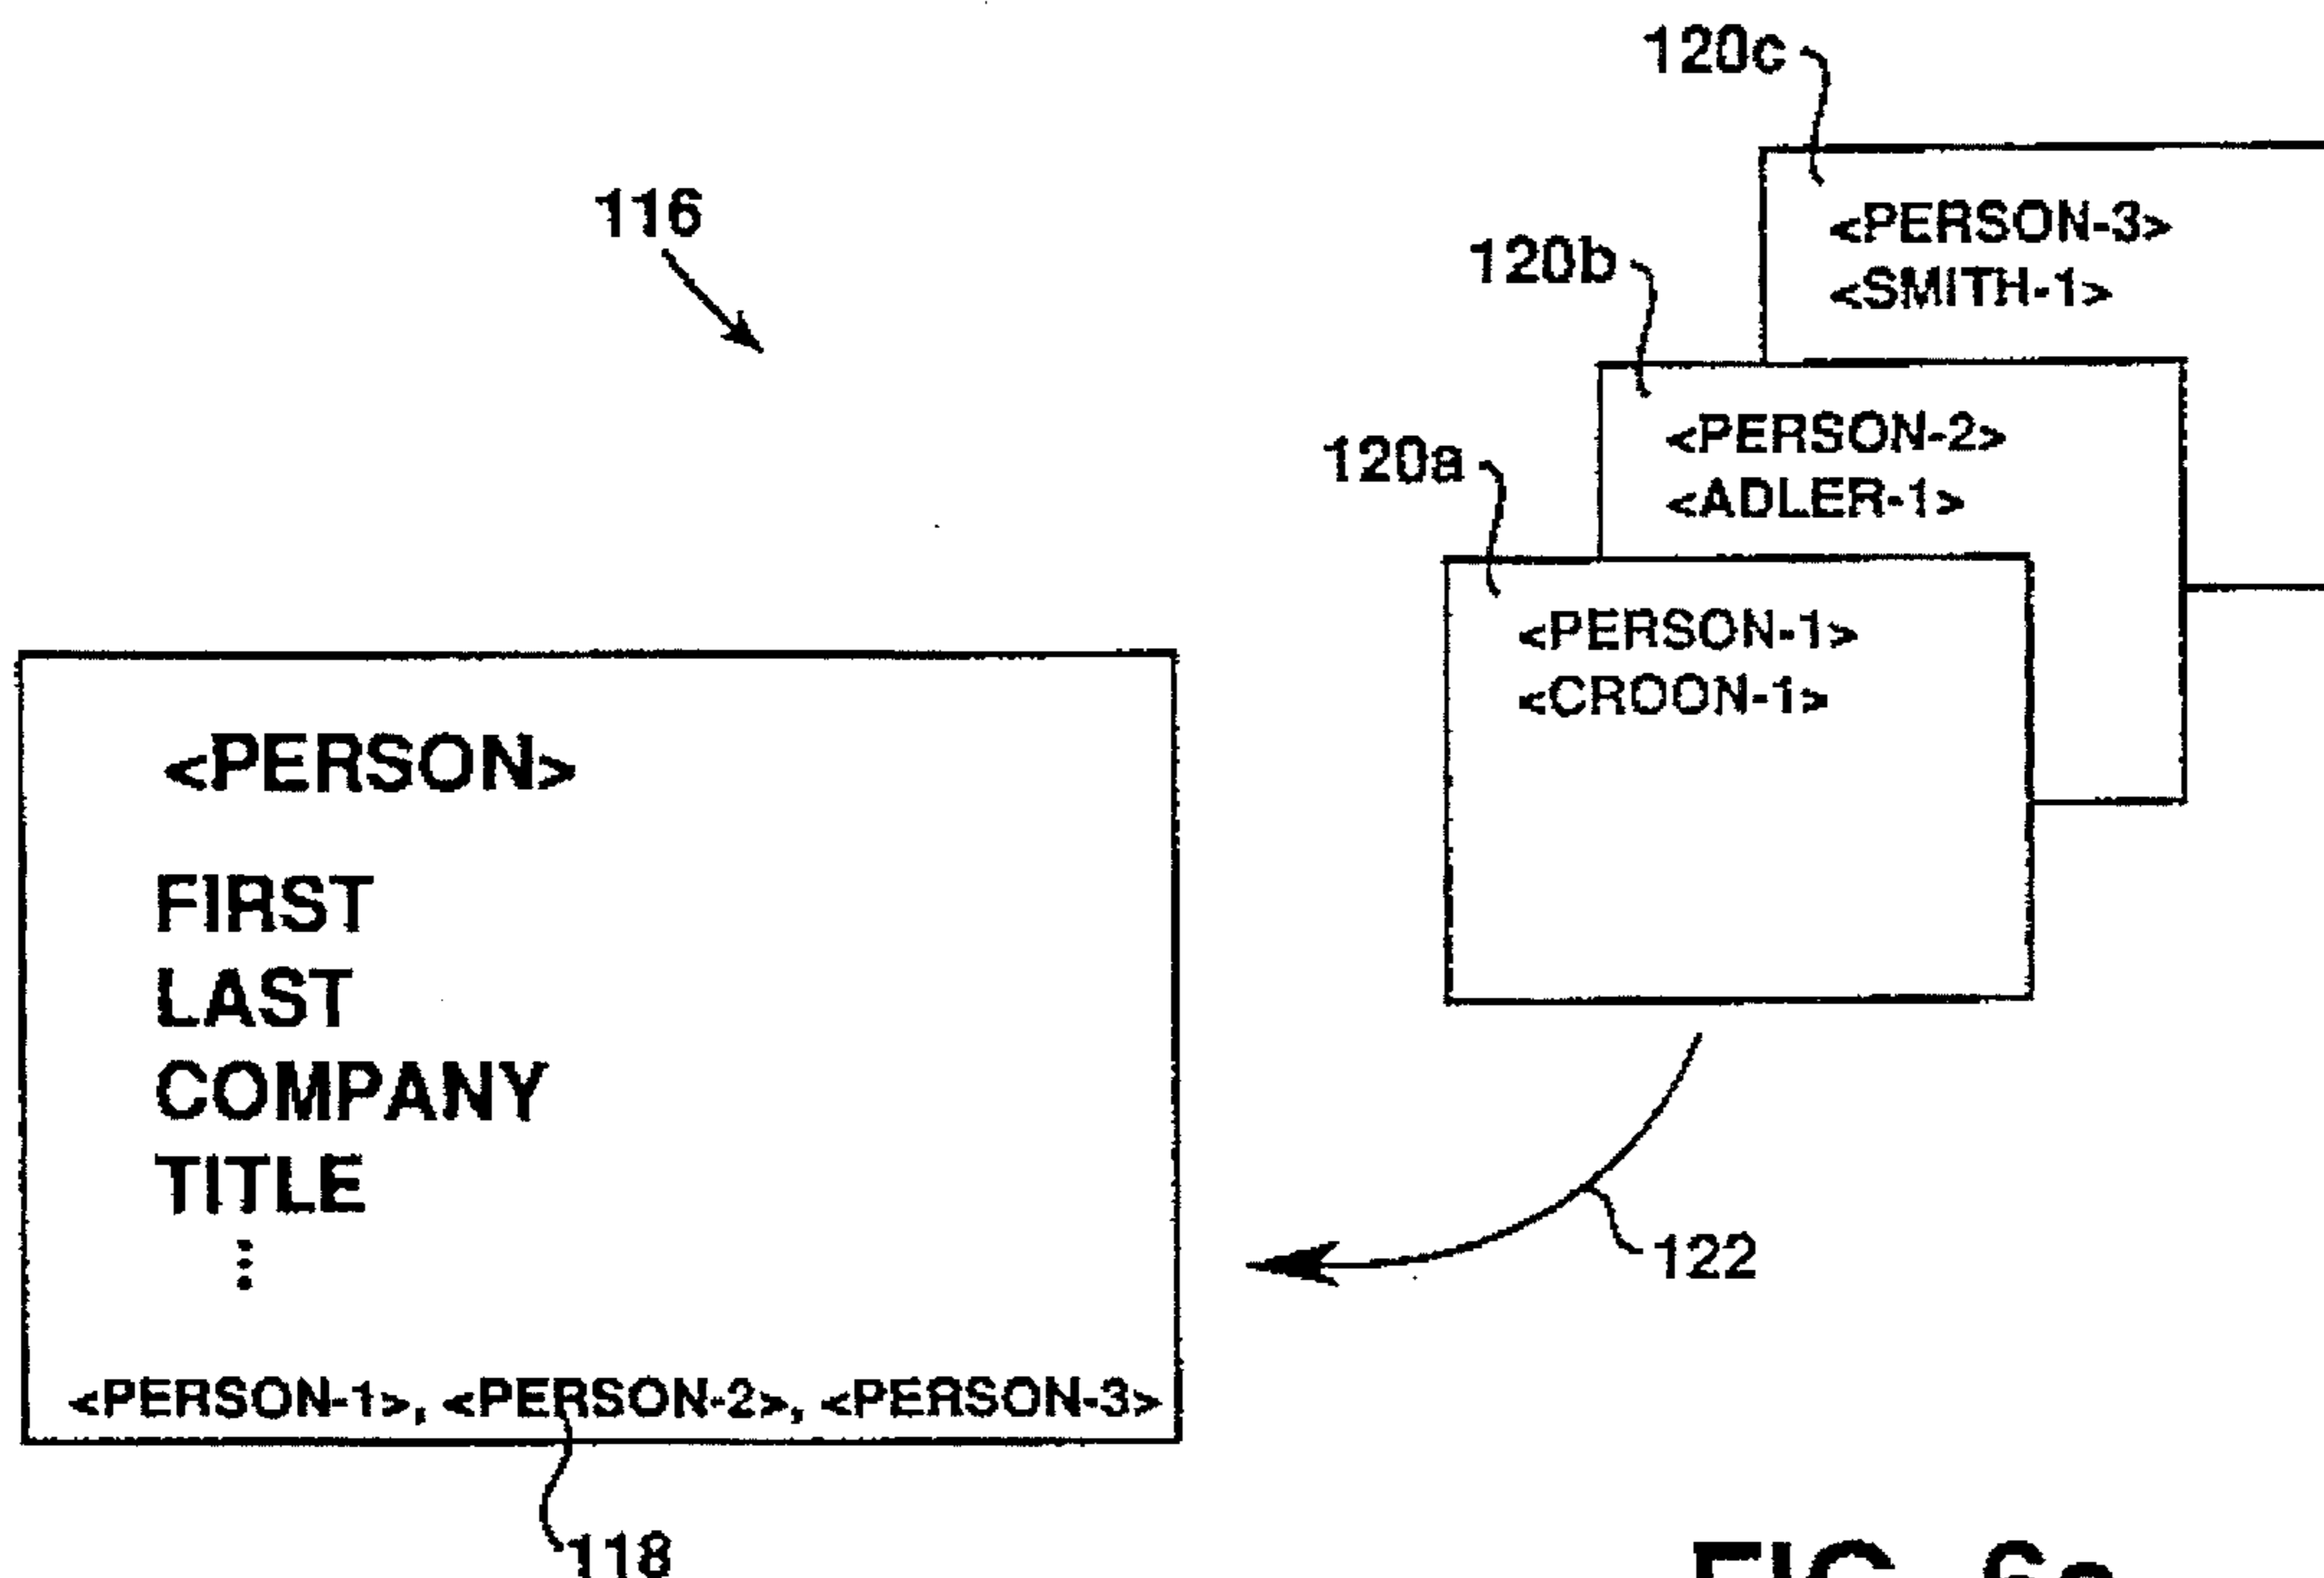 120c
116
<PERSON-3>
120b
<SMITH-1>
<PERSON-2>
120a
<ADLER-1>
<PERSON-1>
<CROON-1>
<PERSON>
FIRST
LAST
COMPANY
TITLE
⋮
122
<PERSON-1>, <PERSON-2>, <PERSON-3>
118
FIG.